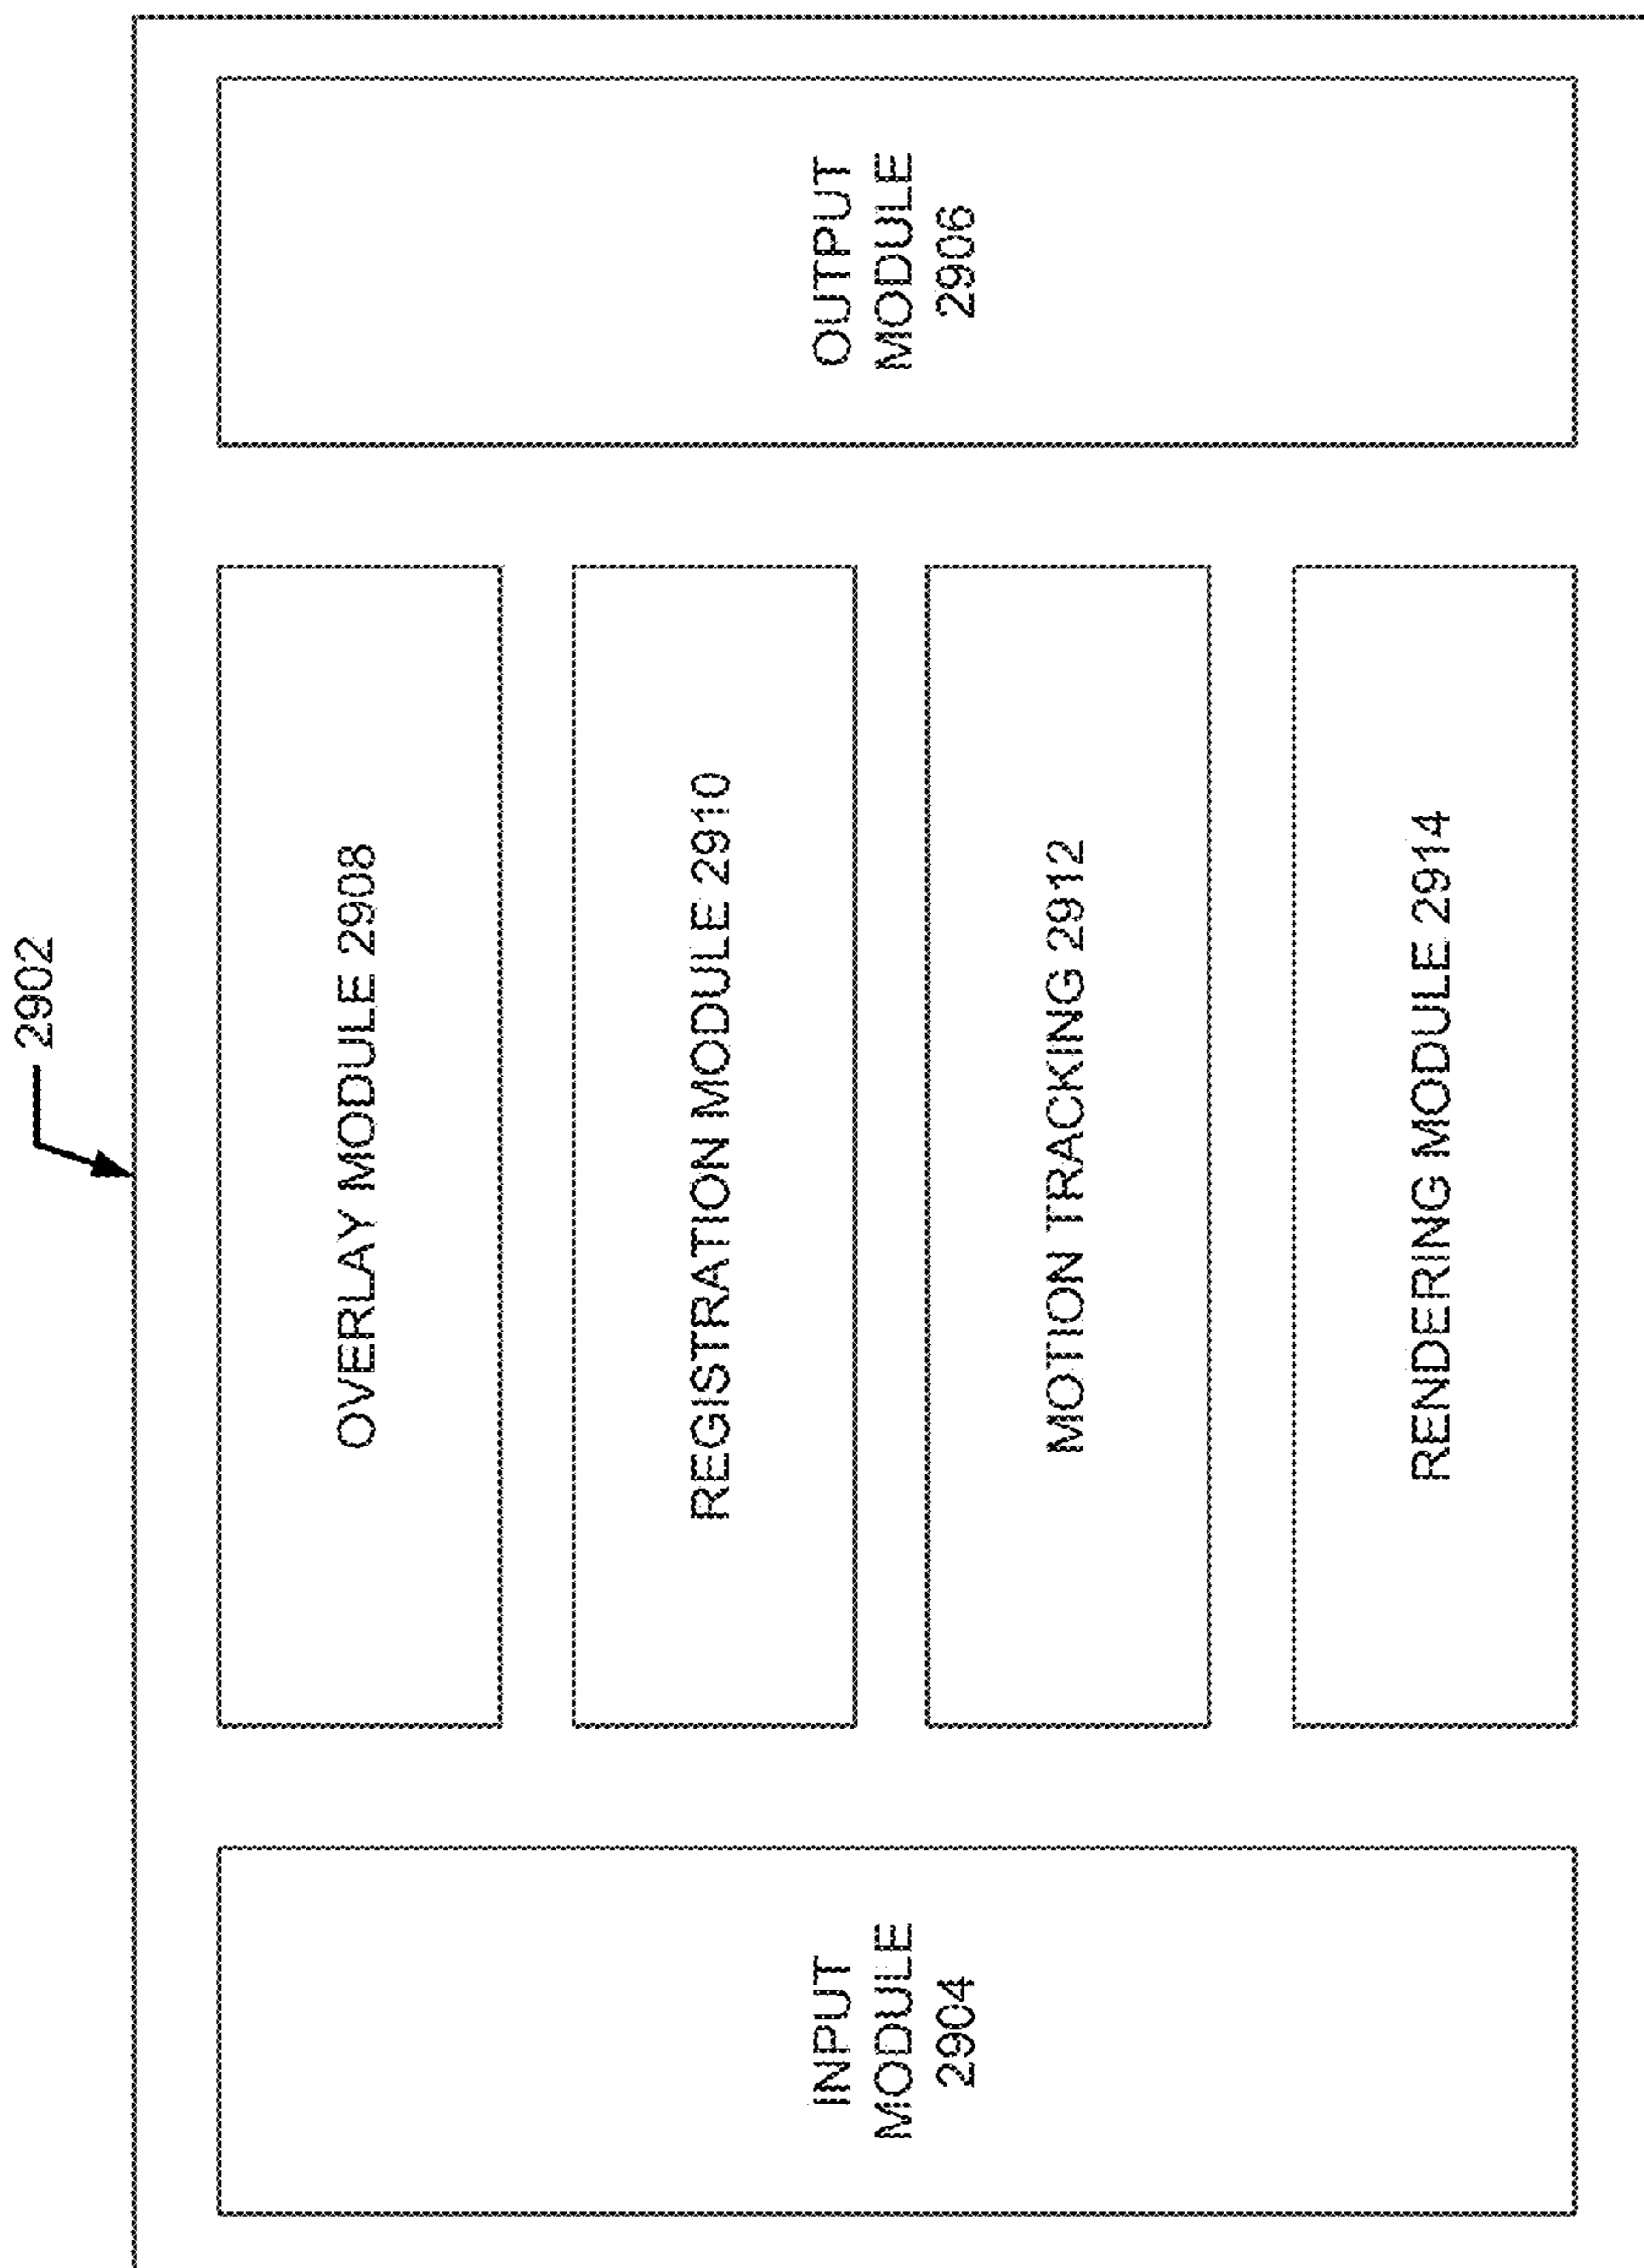 2902
INPUT
MODULE
2904
OVERLAY MODULE 2908
REGISTRATION MODULE 2910
MOTION TRACKING 2912
RENDERING MODULE 2914
OUTPUT
MODULE
2906